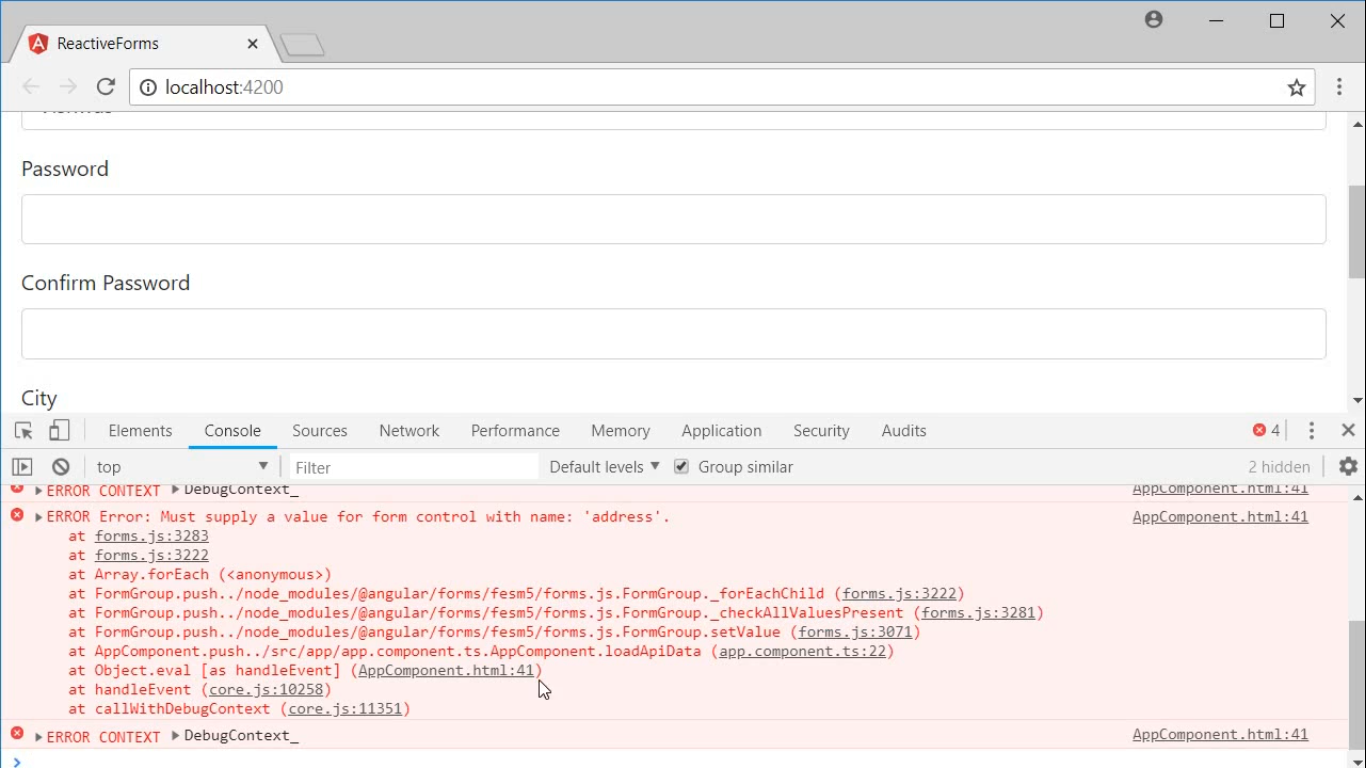 ReactiveForms
localhost:4200
Password
Confirm Password
City
Elements Console Sources Network Performance Memory Application Security Audits 4
top Filter Default levels Group similar 2 hidden
ERROR CONTEXT DebugContext_ AppComponent.html:41
ERROR Error: Must supply a value for form control with name: 'address'. AppComponent.html:41
at forms.js:3283
at forms.js:3222
at Array.forEach (<anonymous>)
at FormGroup.push../node_modules/@angular/forms/fesm5/forms.js.FormGroup._forEachChild (forms.js:3222)
at FormGroup.push../node_modules/@angular/forms/fesm5/forms.js.FormGroup._checkAllValuesPresent (forms.js:3281)
at FormGroup.push../node_modules/@angular/forms/fesm5/forms.js.FormGroup.setValue (forms.js:3071)
at AppComponent.push../src/app/app.component.ts.AppComponent.loadApiData (app.component.ts:22)
at Object.eval [as handleEvent] (AppComponent.html:41)
at handleEvent (core.js:10258)
at callWithDebugContext (core.js:11351)
ERROR CONTEXT DebugContext_ AppComponent.html:41